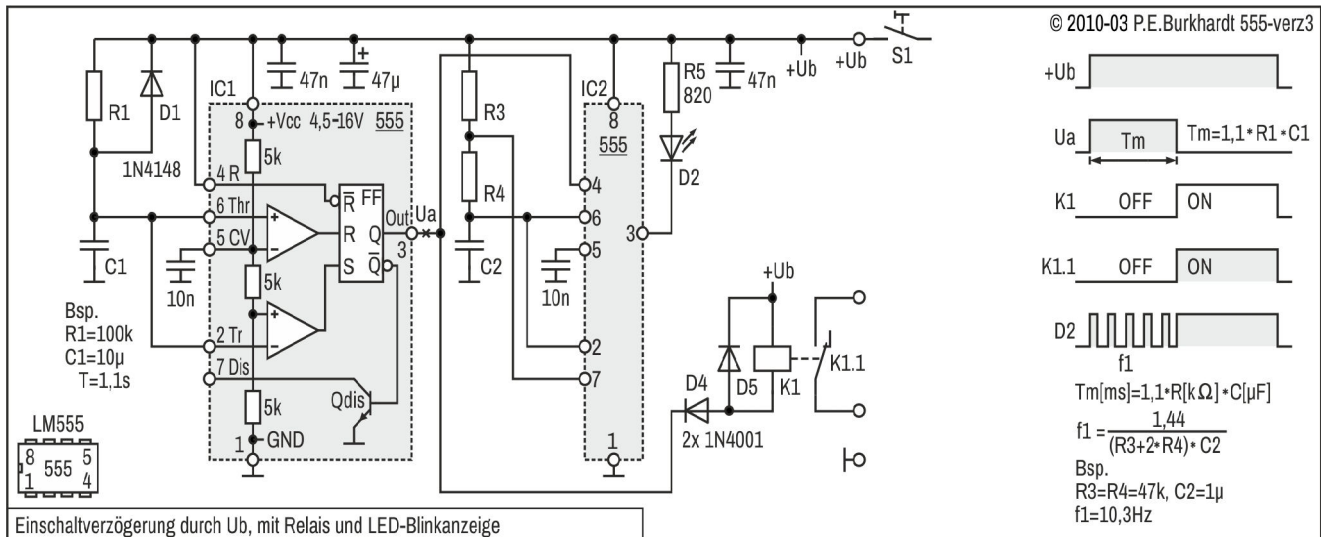 © 2010-03 P.E.Burkhardt 555-verz3
S1
+Ub
+Ub
47n
47µ
+
47n
R1
D1
1N4148
C1
Bsp.
R1=100k
C1=10µ
T=1,1s
IC1
8
+Vcc 4,5-16V 555
5k
4 R
6 Thr
5 CV
10n
5k
2 Tr
7 Dis
5k
1
GND
+
-
+
-
R FF
R Q
S Q
Out
3
Ua
Qdis
R3
R4
C2
IC2
8
555
4
6
5
10n
3
2
7
1
R5
820
D2
+Ub
D4
D5
K1
K1.1
2x 1N4001
LM555
8 5
555
1 4
+Ub
Ua
Tm
Tm=1,1*R1*C1
K1
OFF
ON
K1.1
OFF
ON
D2
f1
Tm[ms]=1,1*R[kΩ]*C[µF]
f1 = 1,44
(R3+2*R4)*C2
Bsp.
R3=R4=47k, C2=1µ
f1=10,3Hz
Einschaltverzögerung durch Ub, mit Relais und LED-Blinkanzeige